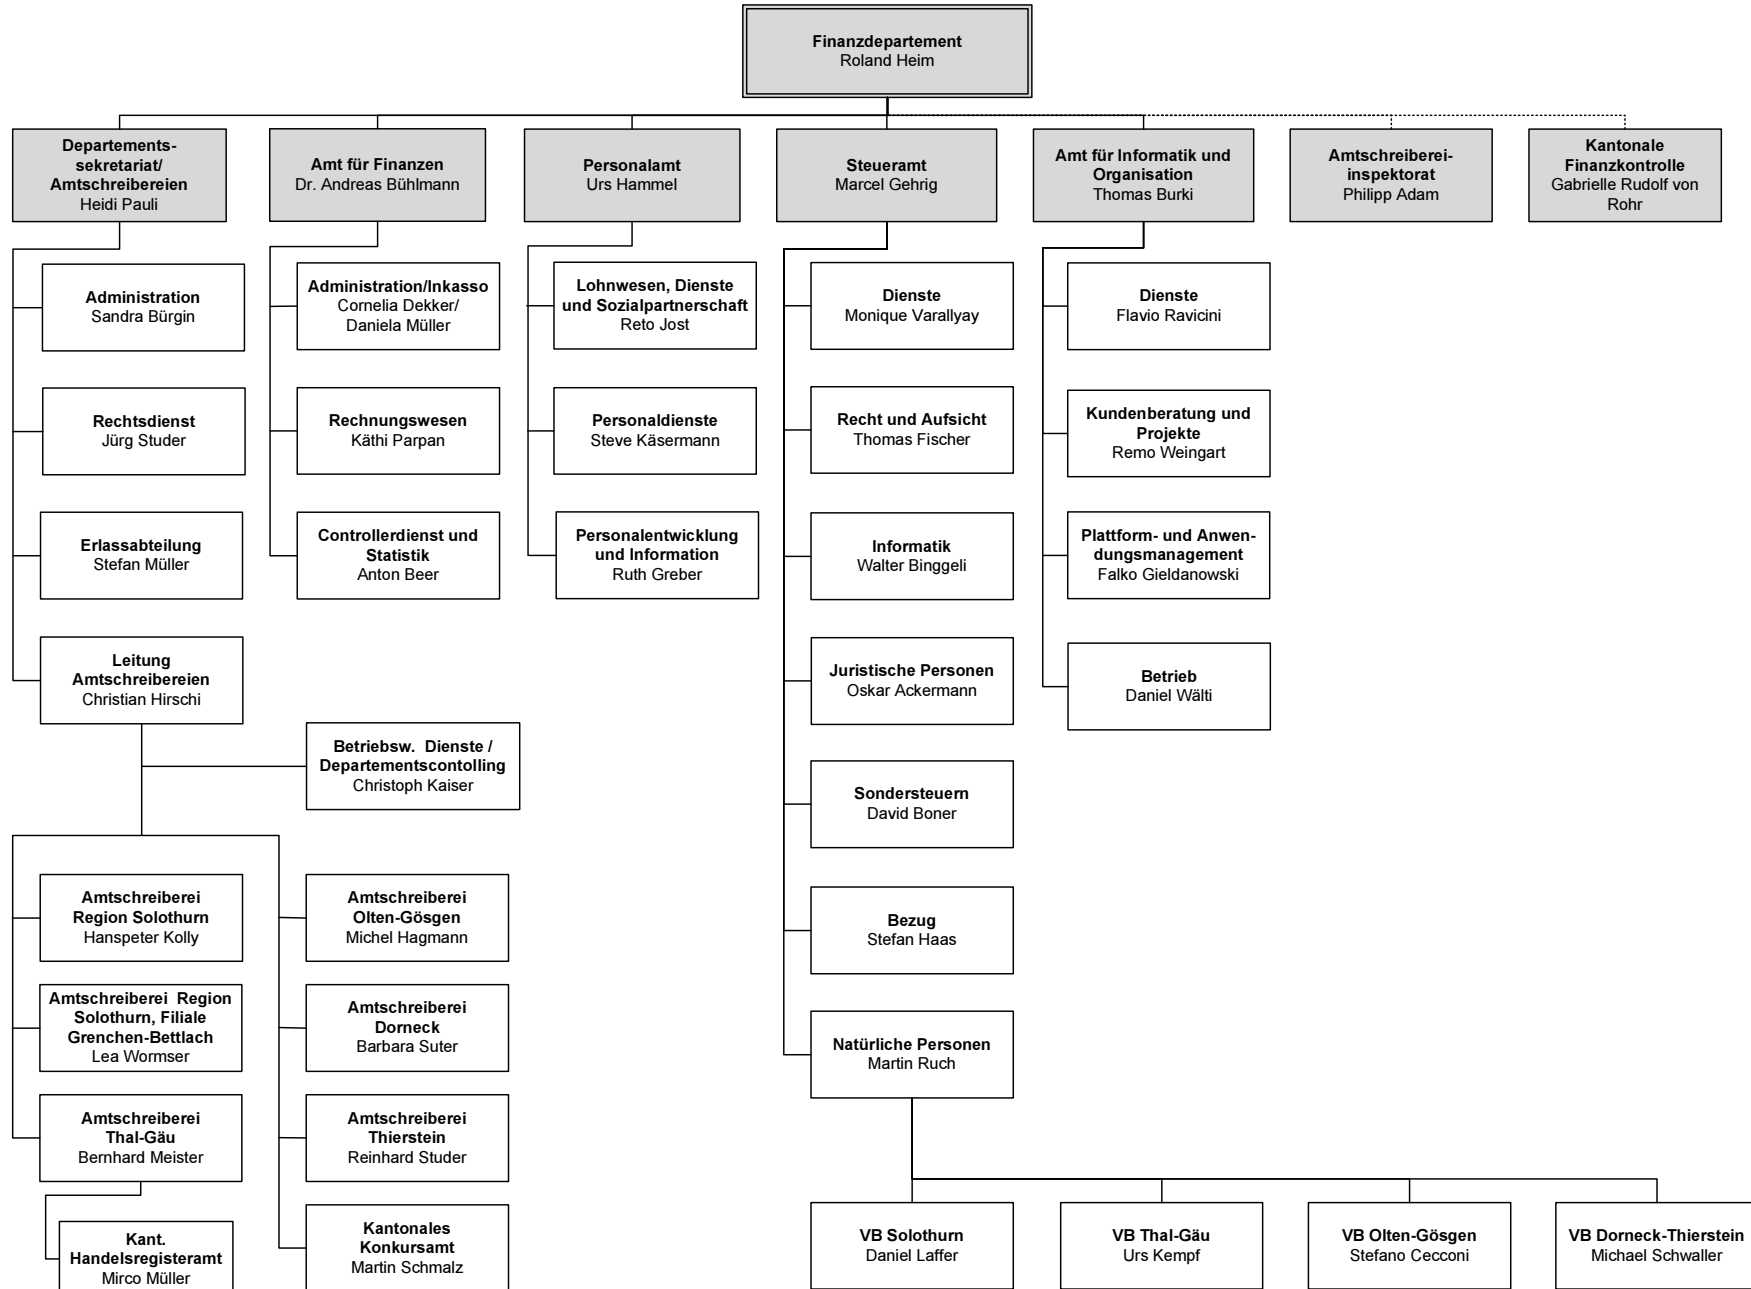 Finanzdepartement
Roland Heim
Departements-
sekretariat/
Amtschreibereien
Heidi Pauli
Amt für Finanzen
Dr. Andreas Bühlmann
Personalamt
Urs Hammel
Steueramt
Marcel Gehrig
Amt für Informatik und
Organisation
Thomas Burki
Amtschreiberei-
inspektorat
Philipp Adam
Kantonale
Finanzkontrolle
Gabrielle Rudolf von
Rohr
Administration
Sandra Bürgin
Rechtsdienst
Jürg Studer
Erlassabteilung
Stefan Müller
Leitung
Amtschreibereien
Christian Hirschi
Betriebsw. Dienste /
Departementscontolling
Christoph Kaiser
Amtschreiberei
Region Solothurn
Hanspeter Kolly
Amtschreiberei Region
Solothurn, Filiale
Grenchen-Bettlach
Lea Wormser
Amtschreiberei
Thal-Gäu
Bernhard Meister
Kant.
Handelsregisteramt
Mirco Müller
Amtschreiberei
Olten-Gösgen
Michel Hagmann
Amtschreiberei
Dorneck
Barbara Suter
Amtschreiberei
Thierstein
Reinhard Studer
Kantonales
Konkursamt
Martin Schmalz
Administration/Inkasso
Cornelia Dekker/
Daniela Müller
Rechnungswesen
Käthi Parpan
Controllerdienst und
Statistik
Anton Beer
Lohnwesen, Dienste
und Sozialpartnerschaft
Reto Jost
Personaldienste
Steve Käsermann
Personalentwicklung
und Information
Ruth Greber
Dienste
Monique Varallyay
Recht und Aufsicht
Thomas Fischer
Informatik
Walter Binggeli
Juristische Personen
Oskar Ackermann
Sondersteuern
David Boner
Bezug
Stefan Haas
Natürliche Personen
Martin Ruch
VB Solothurn
Daniel Laffer
VB Thal-Gäu
Urs Kempf
VB Olten-Gösgen
Stefano Cecconi
VB Dorneck-Thierstein
Michael Schwaller
Dienste
Flavio Ravicini
Kundenberatung und
Projekte
Remo Weingart
Plattform- und Anwen-
dungsmanagement
Falko Gieldanowski
Betrieb
Daniel Wälti